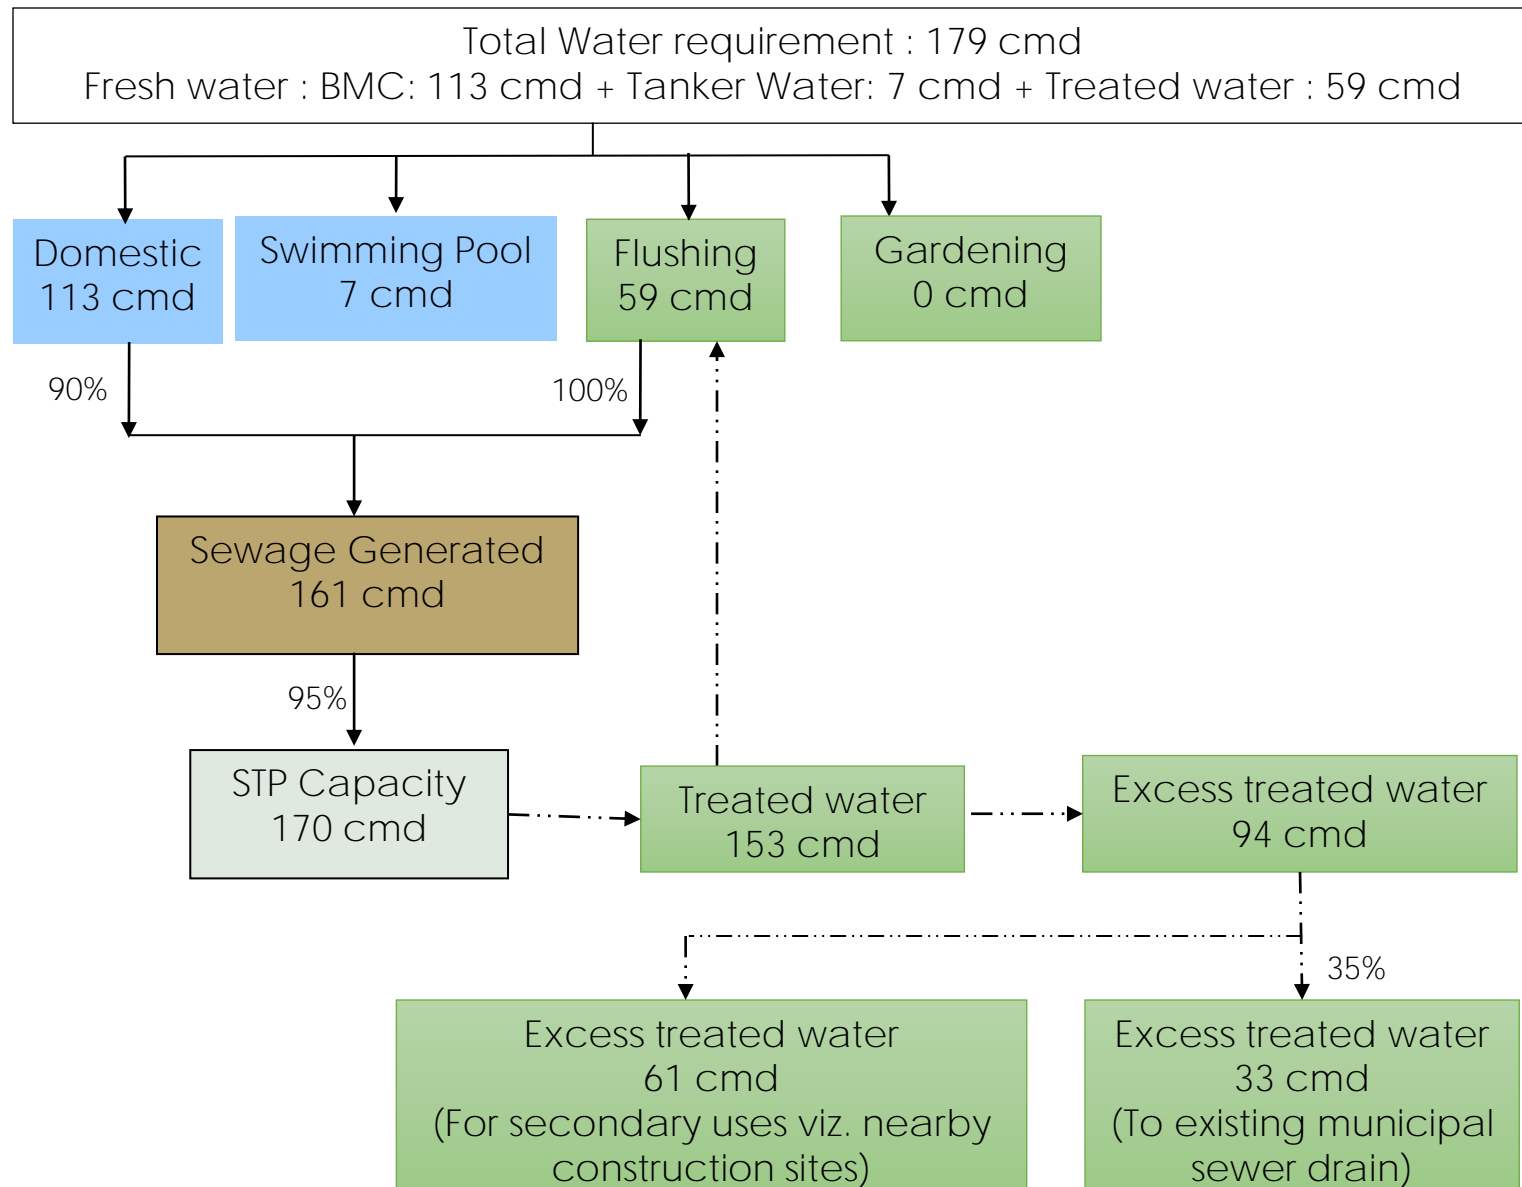 Total Water requirement : 179 cmd
Fresh water : BMC: 113 cmd + Tanker Water: 7 cmd + Treated water : 59 cmd
Domestic
113 cmd
Swimming Pool
7 cmd
Flushing
59 cmd
Gardening
0 cmd
90%
100%
Sewage Generated
161 cmd
95%
STP Capacity
170 cmd
Treated water
153 cmd
Excess treated water
94 cmd
35%
Excess treated water
61 cmd
(For secondary uses viz. nearby
construction sites)
Excess treated water
33 cmd
(To existing municipal
sewer drain)